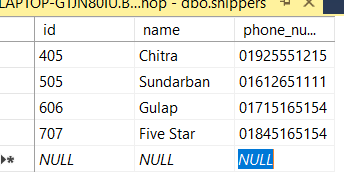 LAPTOP-G1JN80I0.B...hop - dbo.shippers
id name phone_nu...
405 Chitra 01925551215
505 Sundarban 01612651111
606 Gulap 01715165154
707 Five Star 01845165154
NULL NULL NULL